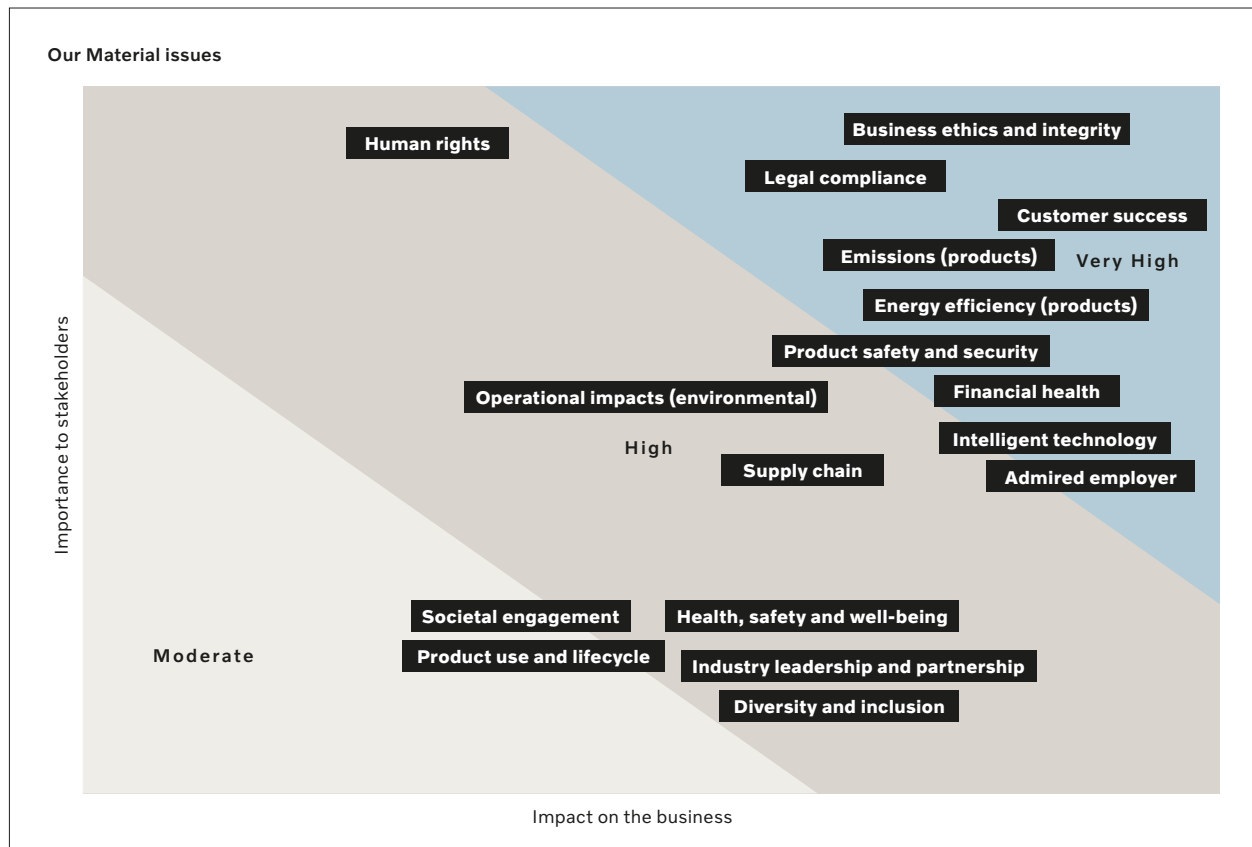 Our Material issues
Human rights
Business ethics and integrity
Legal compliance
Customer success
Emissions (products)
Very High
Energy efficiency (products)
Product safety and security
Financial health
Operational impacts (environmental)
High
Intelligent technology
Supply chain
Admired employer
Importance to stakeholders
Societal engagement
Health, safety and well-being
Moderate
Product use and lifecycle
Industry leadership and partnership
Diversity and inclusion
Impact on the business